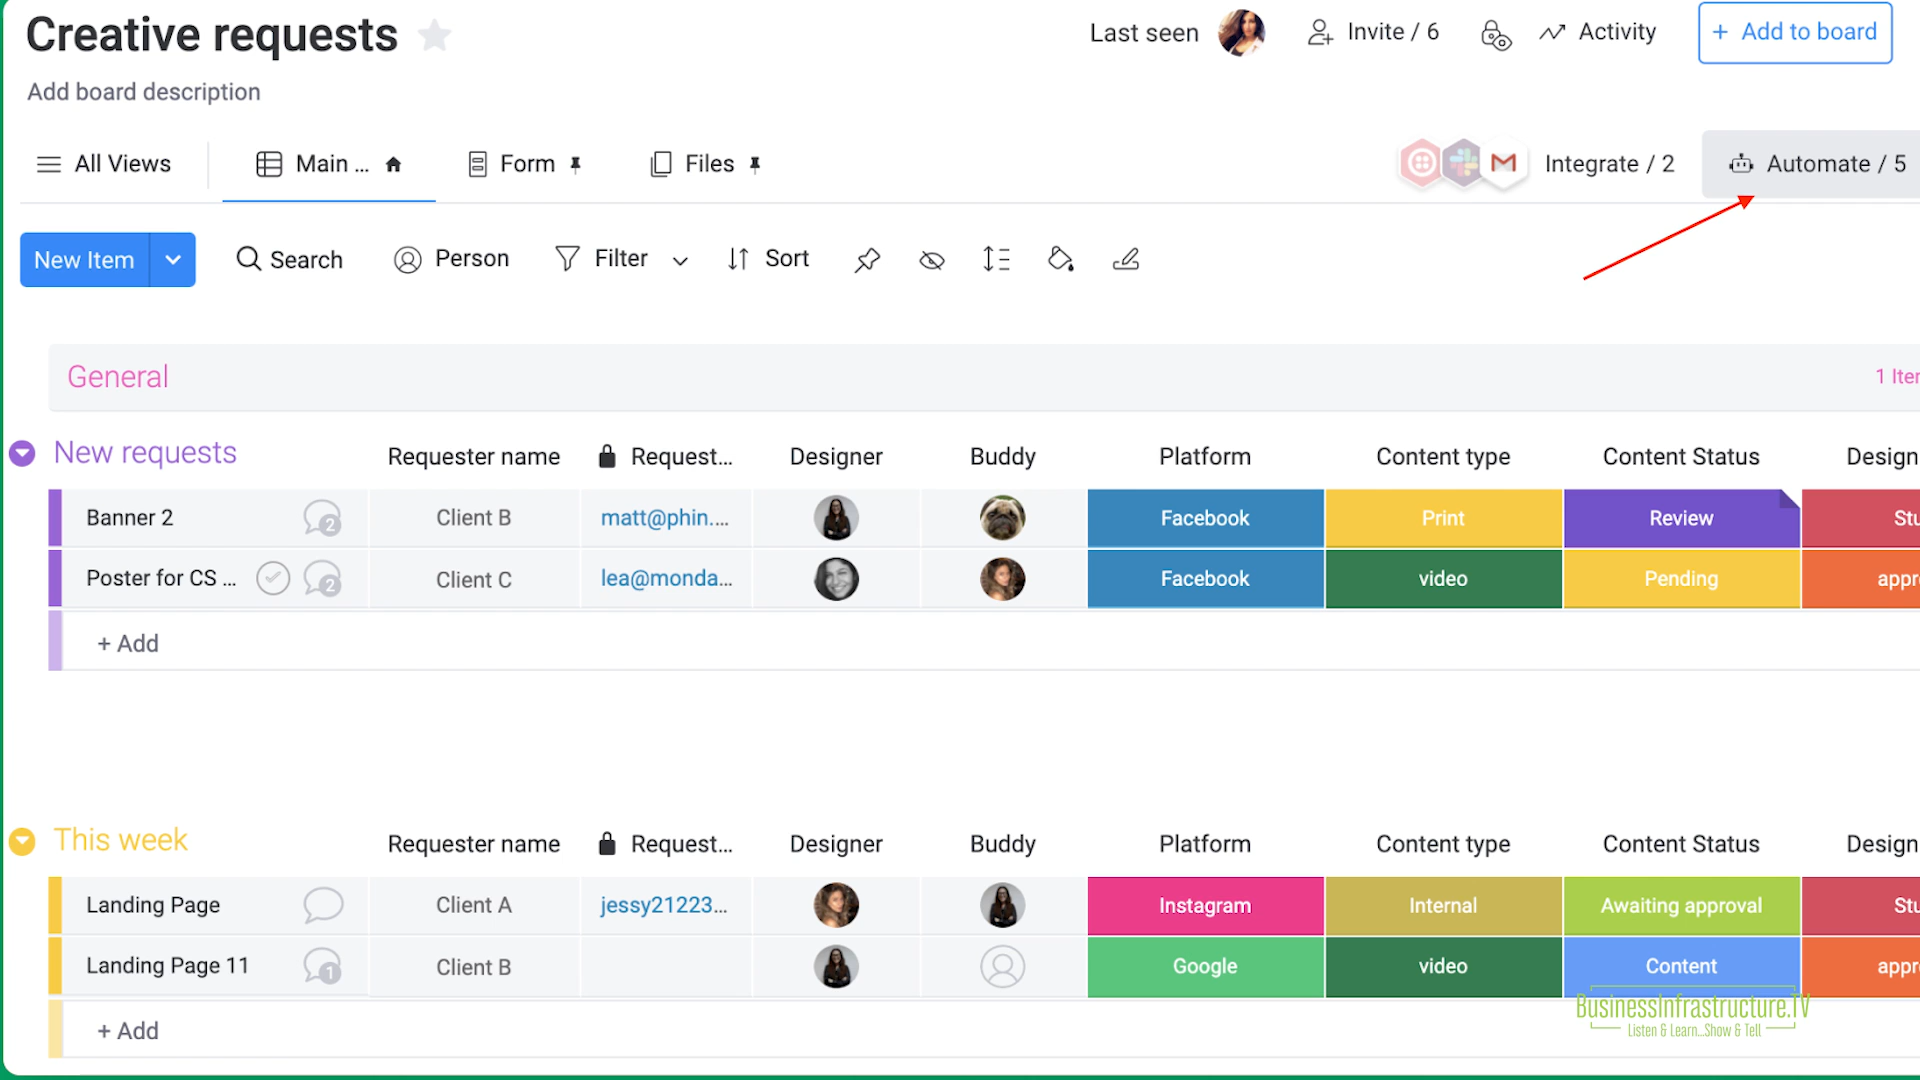 Creative requests
Last seen
Invite / 6
Activity
+ Add to board
Add board description
All Views
Main ...
Form
Files
Integrate / 2
Automate / 5
New Item
Search
Person
Filter
Sort
General
1 Iter
New requests
Requester name
Request...
Designer
Buddy
Platform
Content type
Content Status
Design
Banner 2
2
Client B
matt@phin....
Facebook
Print
Review
Stu
Poster for CS ...
2
Client C
lea@monda...
Facebook
video
Pending
appr
+ Add
This week
Requester name
Request...
Designer
Buddy
Platform
Content type
Content Status
Design
Landing Page
Client A
jessy21223...
Instagram
Internal
Awaiting approval
Stu
Landing Page 11
1
Client B
Google
video
Content
appr
BusinessInfrastructure.TV
Listen & Learn...Show & Tell
+ Add